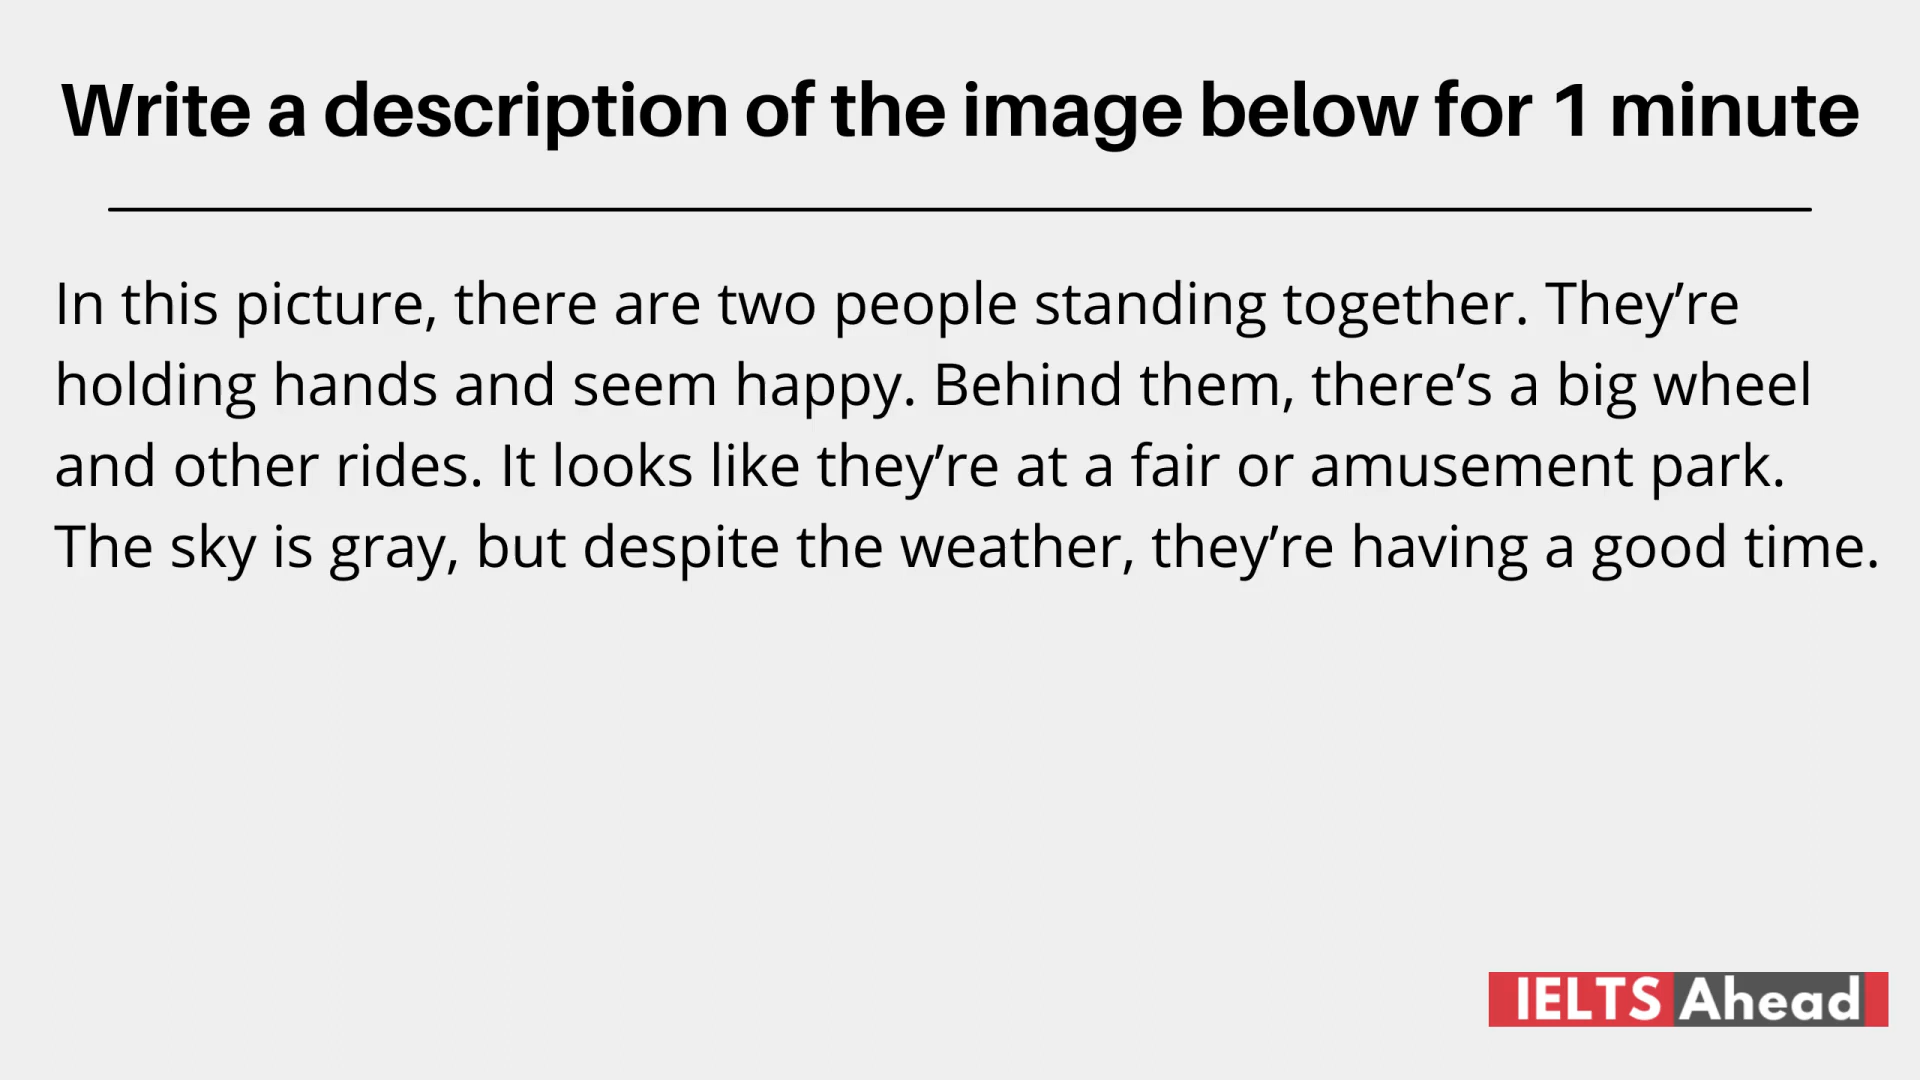 Write a description of the image below for 1 minute
In this picture, there are two people standing together. They’re
holding hands and seem happy. Behind them, there’s a big wheel
and other rides. It looks like they’re at a fair or amusement park.
The sky is gray, but despite the weather, they’re having a good time.
IELTS Ahead